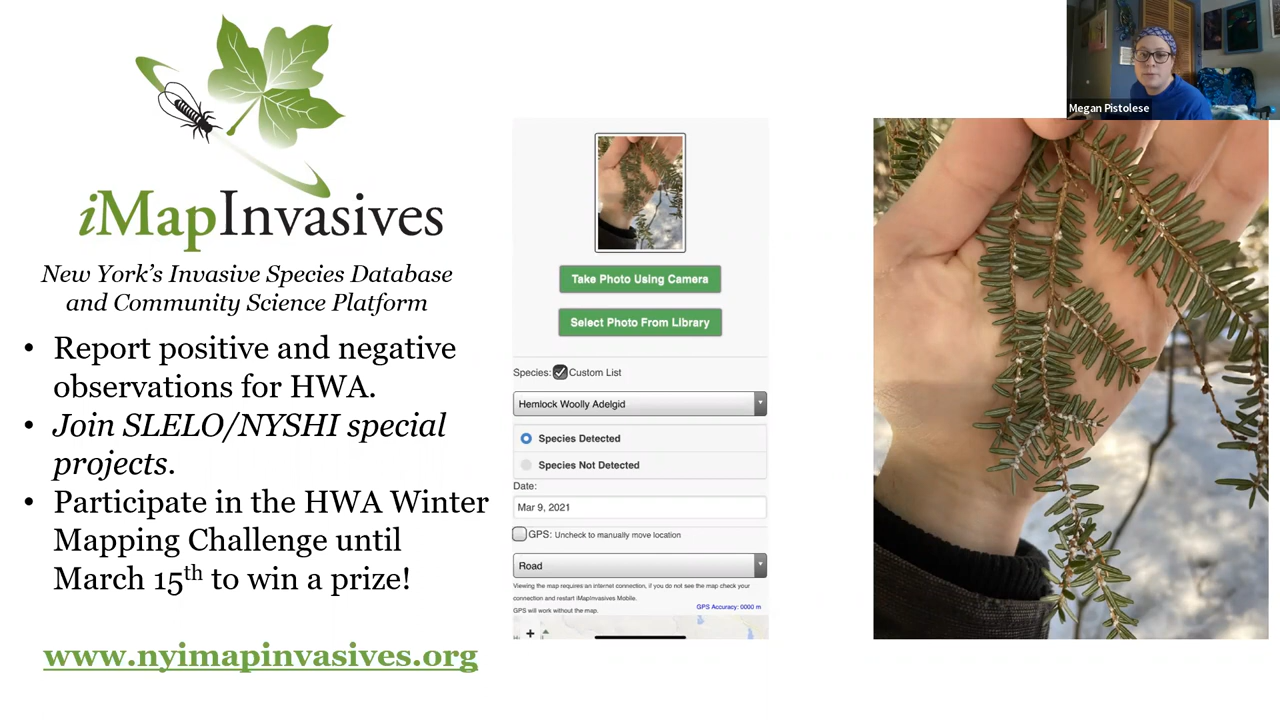 iMapInvasives
New York's Invasive Species Database
and Community Science Platform
• Report positive and negative
observations for HWA.
• Join SLELO/NYSHI special
projects.
• Participate in the HWA Winter
Mapping Challenge until
March 15th to win a prize!
www.nyimapinvasives.org
Take Photo Using Camera
Select Photo From Library
Species: Custom List
Hemlock Woolly Adelgid
Species Detected
Species Not Detected
Date:
Mar 9, 2021
GPS: Uncheck to manually move location
Road
Viewing the map requires an internet connection, if you do not see the map check your
connection and restart iMapInvasives Mobile.
GPS will work without the map.
GPS Accuracy: 0000 m
+
Megan Pistolese